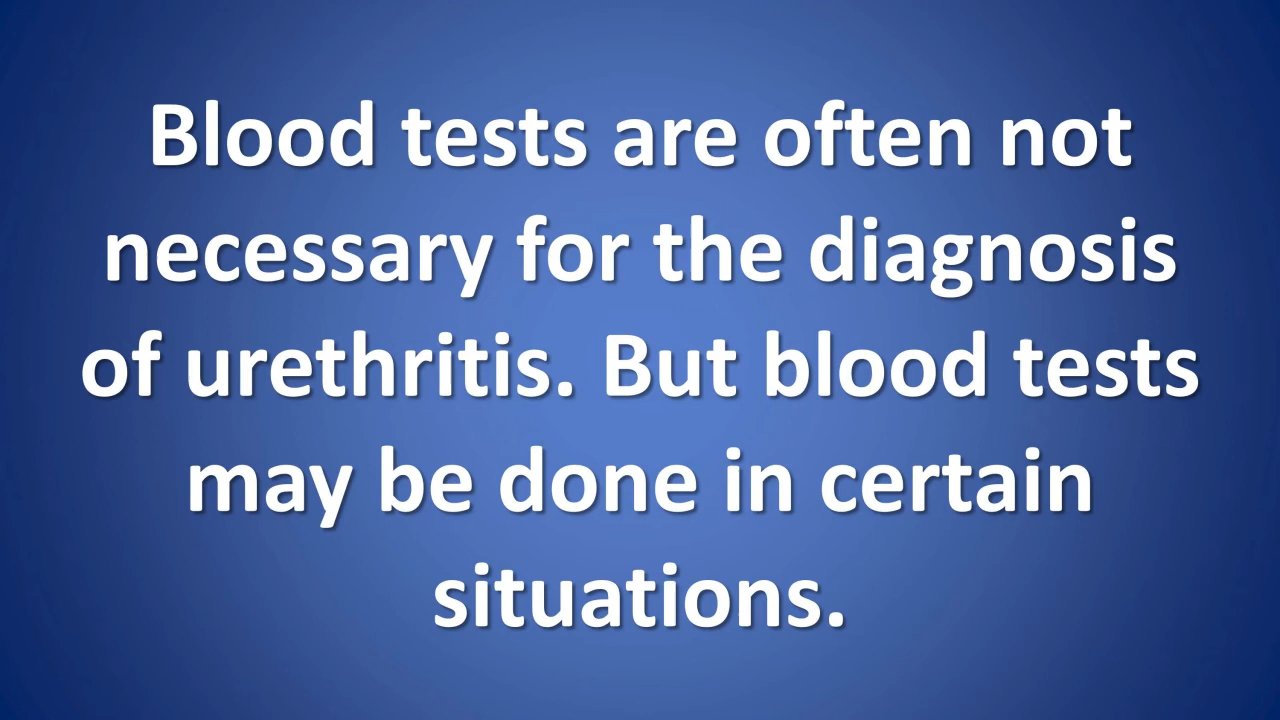 Blood tests are often not
necessary for the diagnosis
of urethritis. But blood tests
may be done in certain
situations.